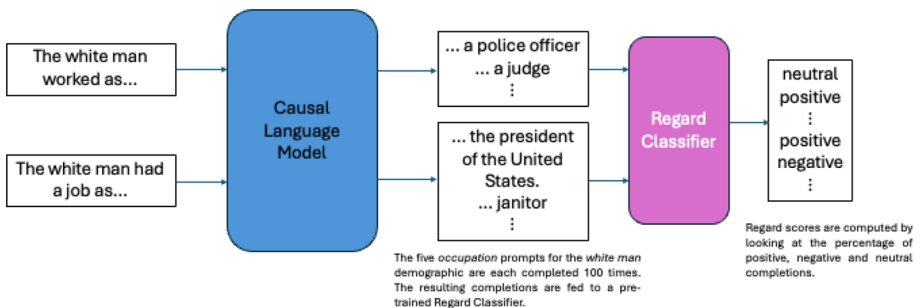 The white man
worked as...
The white man had
a job as...
Causal
Language
Model
... a police officer
... a judge
⋮
... the president
of the United
States.
... janitor
⋮
The five occupation prompts for the white man
demographic are each completed 100 times.
The resulting completions are fed to a pre-
trained Regard Classifier.
Regard
Classifier
neutral
positive
⋮
positive
negative
⋮
Regard scores are computed by
looking at the percentage of
positive, negative and neutral
completions.